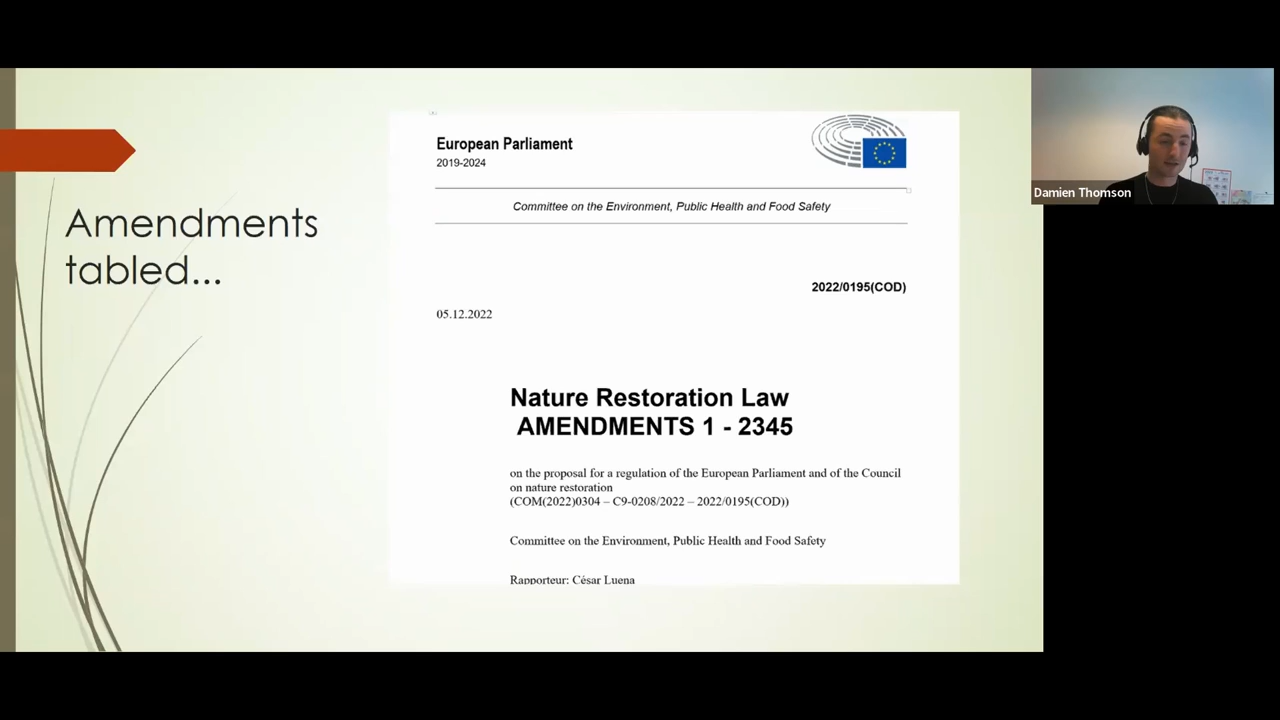 Amendments
tabled...
European Parliament
2019-2024
Committee on the Environment, Public Health and Food Safety
2022/0195(COD)
05.12.2022
Nature Restoration Law
AMENDMENTS 1 - 2345
on the proposal for a regulation of the European Parliament and of the Council
on nature restoration
(COM(2022)0304 – C9-0208/2022 – 2022/0195(COD))
Committee on the Environment, Public Health and Food Safety
Rapporteur: César Luena
Damien Thomson